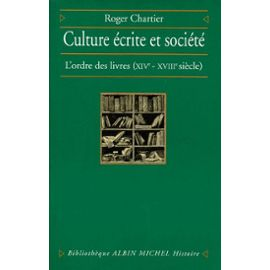 Roger Chartier
Culture écrite et société
L'ordre des livres (XIVᵉ - XVIIIᵉ siècle)
Bibliothèque ALBIN MICHEL Histoire